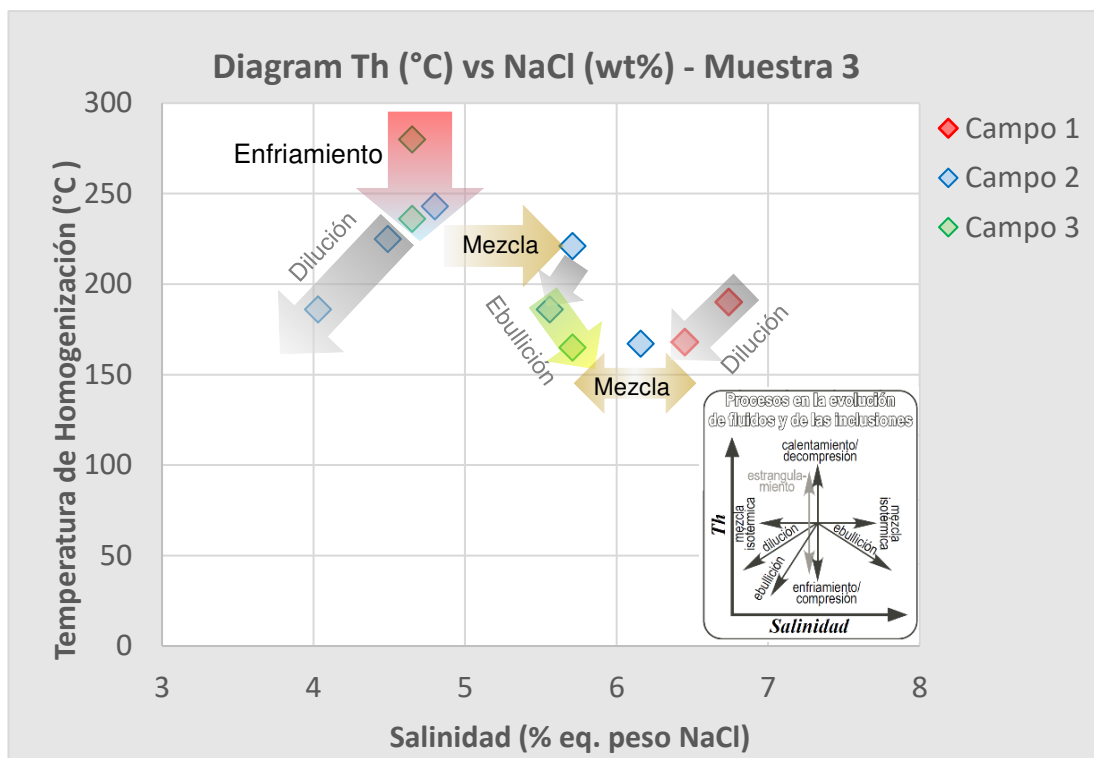 Diagram Th (°C) vs NaCl (wt%) - Muestra 3
Temperatura de Homogenización (°C)
300
250
200
150
100
50
0
3
4
5
6
7
8
Salinidad (% eq. peso NaCl)
Enfriamiento
Dilución
Mezcla
Ebullición
Mezcla
Dilución
Campo 1
Campo 2
Campo 3
Procesos en la evolución
de fluidos y de las inclusiones
calentamiento/
decompresión
estrangula-
miento
Th
mezcla
isotérmica
mezcla
isotérmica
dilución
ebullición
ebullición
enfriamiento/
compresión
Salinidad